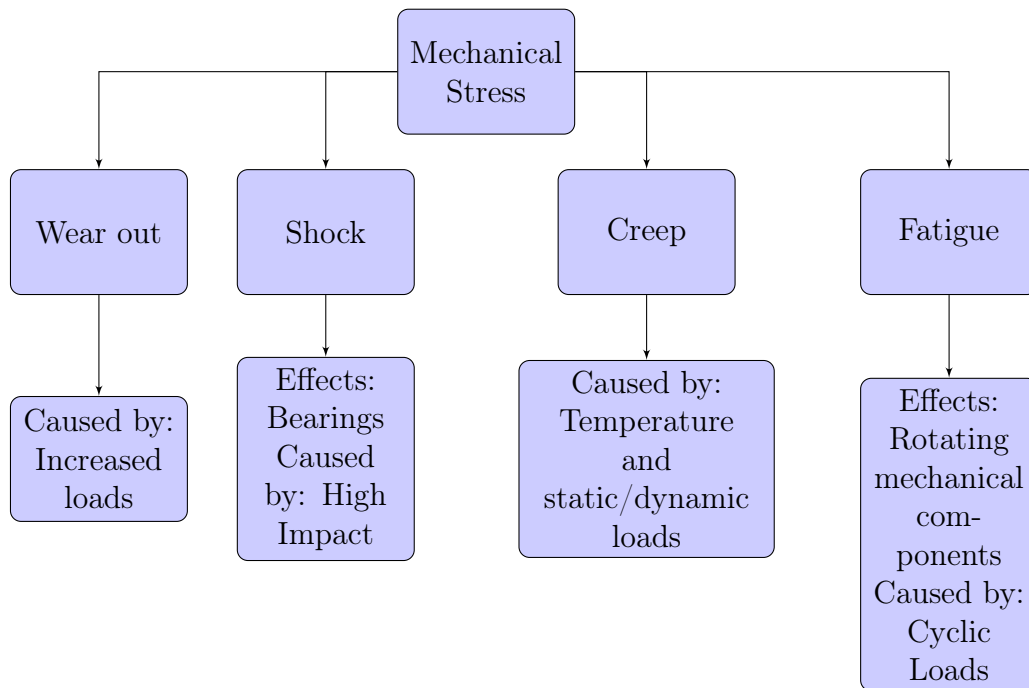 Mechanical
Stress
Wear out
Shock
Creep
Fatigue
Caused by:
Increased
loads
Effects:
Bearings
Caused
by: High
Impact
Caused by:
Temperature
and
static/dynamic
loads
Effects:
Rotating
mechanical
com-
ponents
Caused by:
Cyclic
Loads